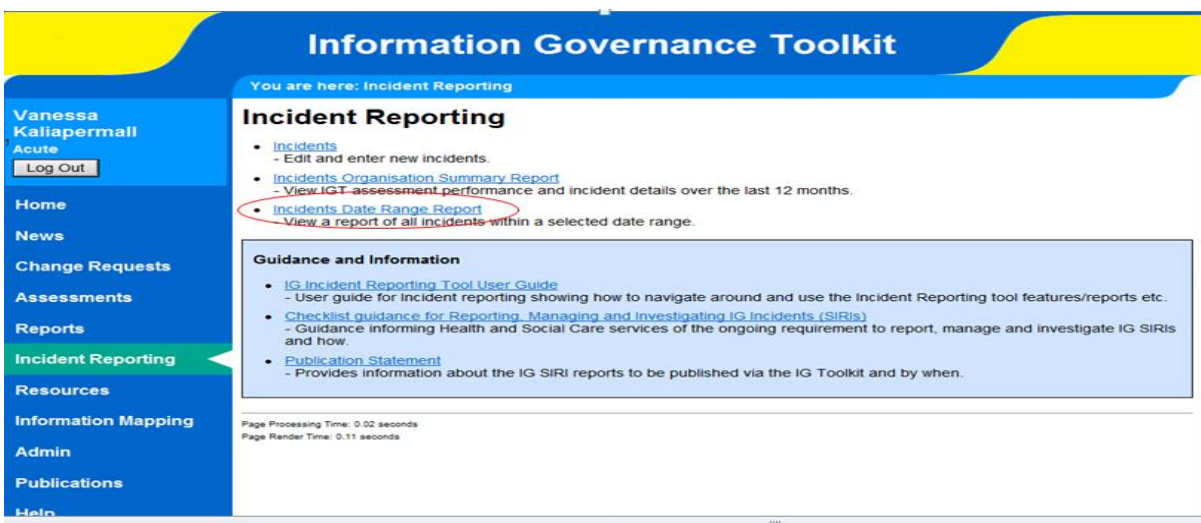 Information Governance Toolkit
You are here: Incident Reporting
Vanessa
Kaliapermall
Acute
Log Out
Home
News
Change Requests
Assessments
Reports
Incident Reporting
Resources
Information Mapping
Admin
Publications
Help
Incident Reporting
• Incidents
- Edit and enter new incidents.
• Incidents Organisation Summary Report
- View IGT assessment performance and incident details over the last 12 months.
• Incidents Date Range Report
- View a report of all incidents within a selected date range.
Guidance and Information
• IG Incident Reporting Tool User Guide
- User guide for Incident reporting showing how to navigate around and use the Incident Reporting tool features/reports etc.
• Checklist guidance for Reporting, Managing and Investigating IG Incidents (SIRIs)
- Guidance informing Health and Social Care services of the ongoing requirement to report, manage and investigate IG SIRIs
and how.
• Publication Statement
- Provides information about the IG SIRI reports to be published via the IG Toolkit and by when.
Page Processing Time: 0.02 seconds
Page Render Time: 0.11 seconds